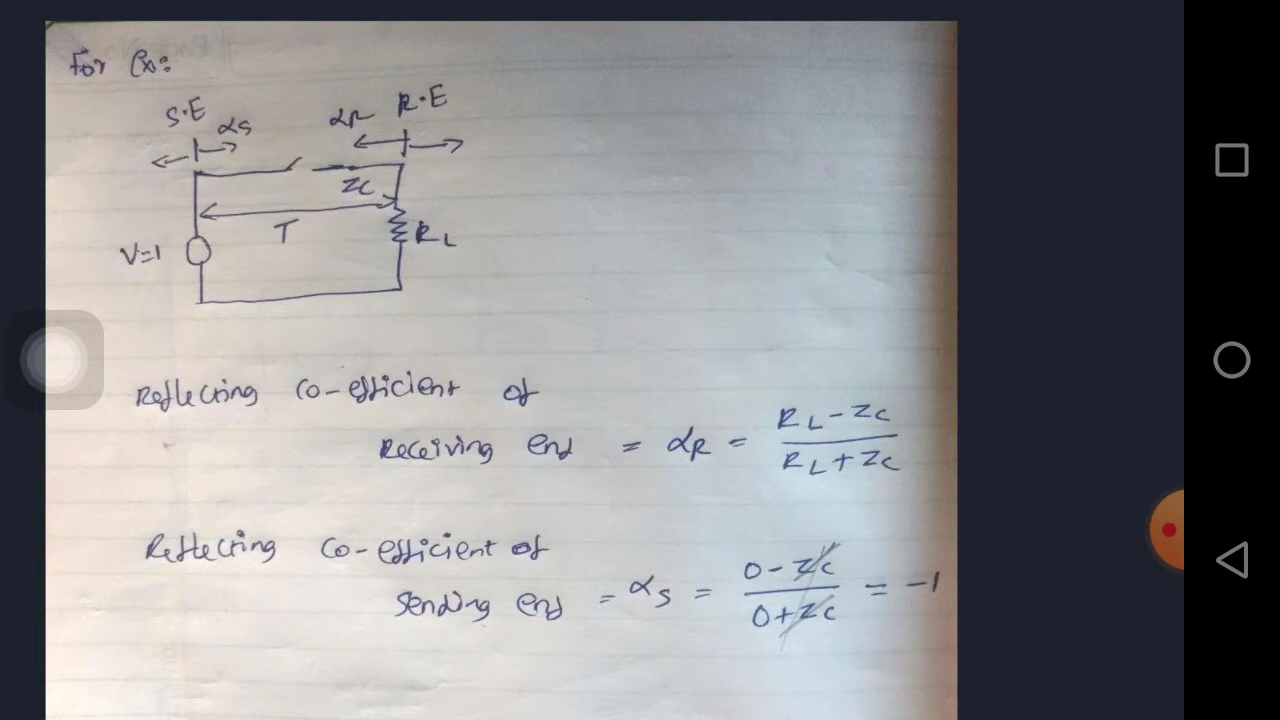 For Ex:
S.E
αs
αR
R.E
Zc
T
V=1
RL
Reflecting Co-efficient of
Receiving end = αR = RL - Zc / RL + Zc
Reflecting Co-efficient of
Sending end = αs = 0 - Zc / 0 + Zc = -1